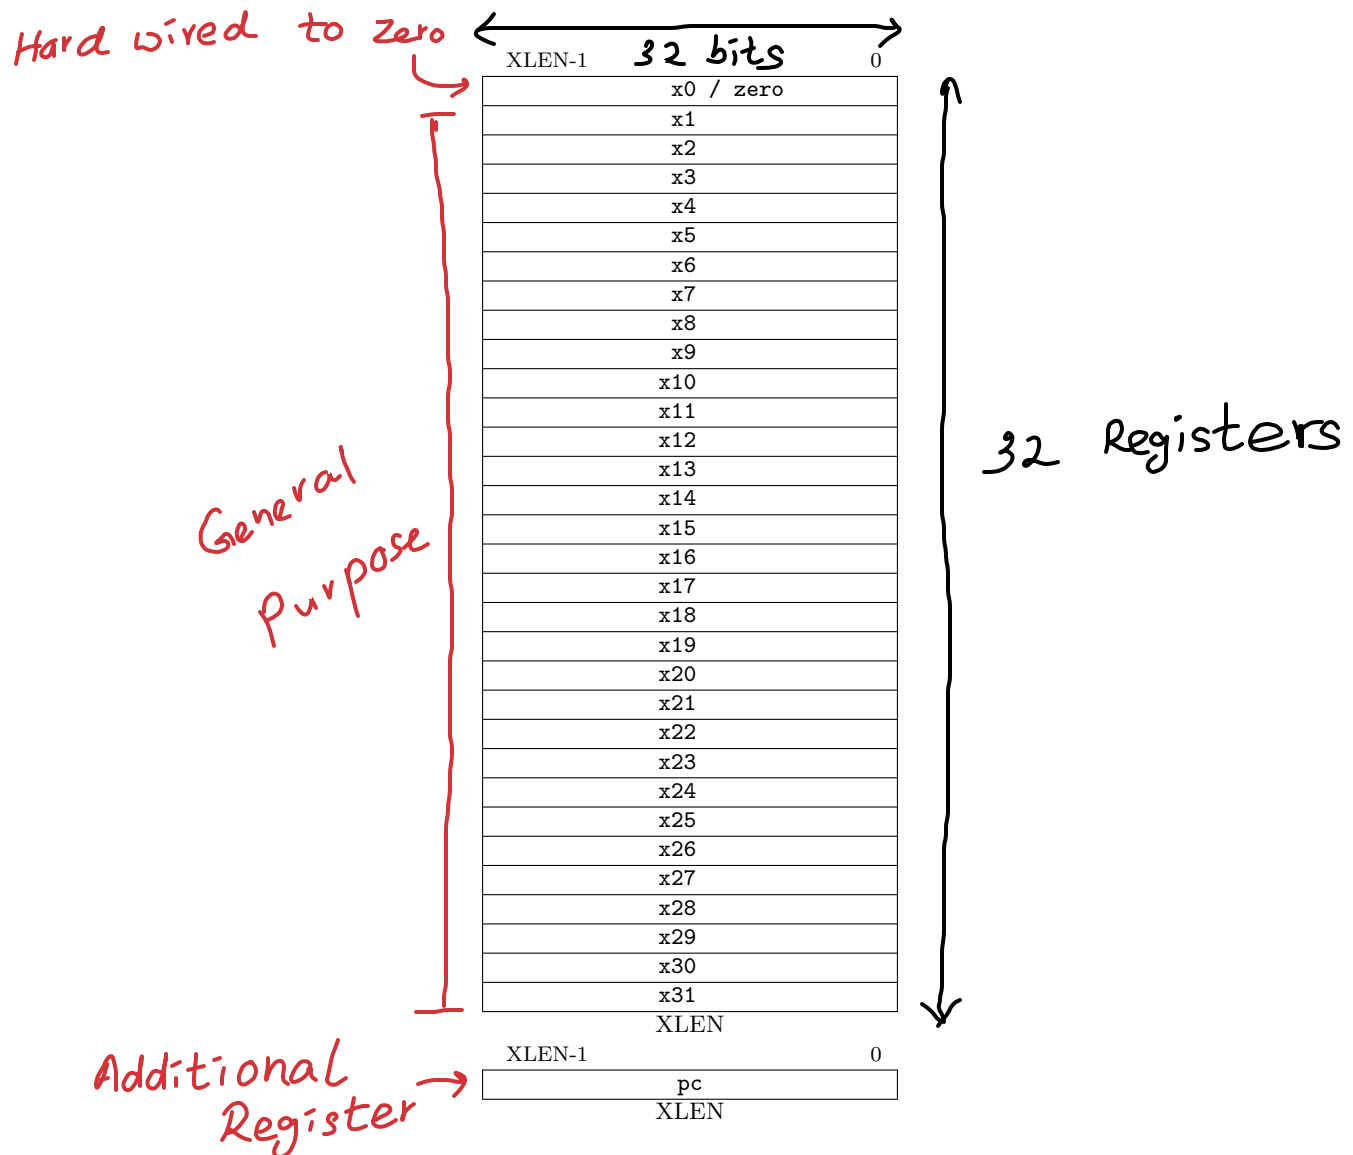 Hard wired to zero
XLEN-1 32 bits 0
x0 / zero
x1
x2
x3
x4
x5
x6
x7
x8
x9
x10
x11
x12
x13
x14
x15
x16
x17
x18
x19
x20
x21
x22
x23
x24
x25
x26
x27
x28
x29
x30
x31
XLEN
General
Purpose
32 Registers
XLEN-1 0
pc
XLEN
Additional
Register